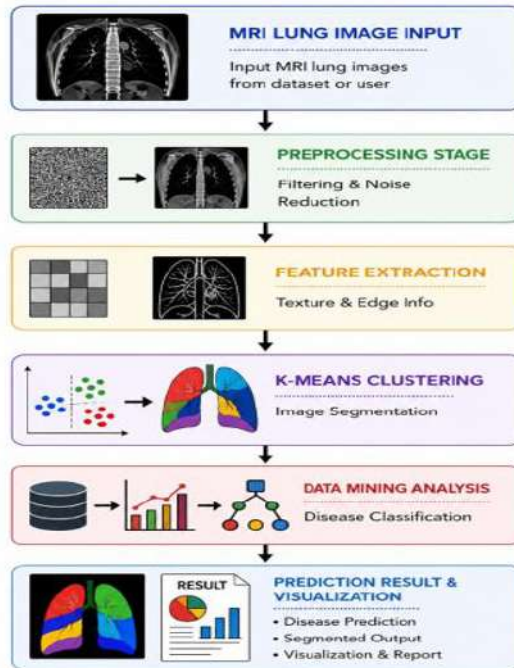 MRI LUNG IMAGE INPUT
Input MRI lung images
from dataset or user
PREPROCESSING STAGE
Filtering & Noise
Reduction
FEATURE EXTRACTION
Texture & Edge Info
K-MEANS CLUSTERING
Image Segmentation
DATA MINING ANALYSIS
Disease Classification
RESULT
PREDICTION RESULT &
VISUALIZATION
• Disease Prediction
• Segmented Output
• Visualization & Report